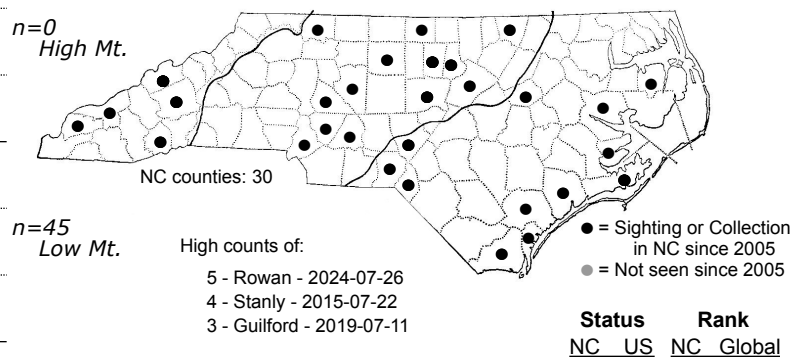 n=0
High Mt.
NC counties: 30
n=45
Low Mt.
High counts of:
5 - Rowan - 2024-07-26
4 - Stanly - 2015-07-22
3 - Guilford - 2019-07-11
● = Sighting or Collection
in NC since 2005
● = Not seen since 2005
Status Rank
NC US NC Global